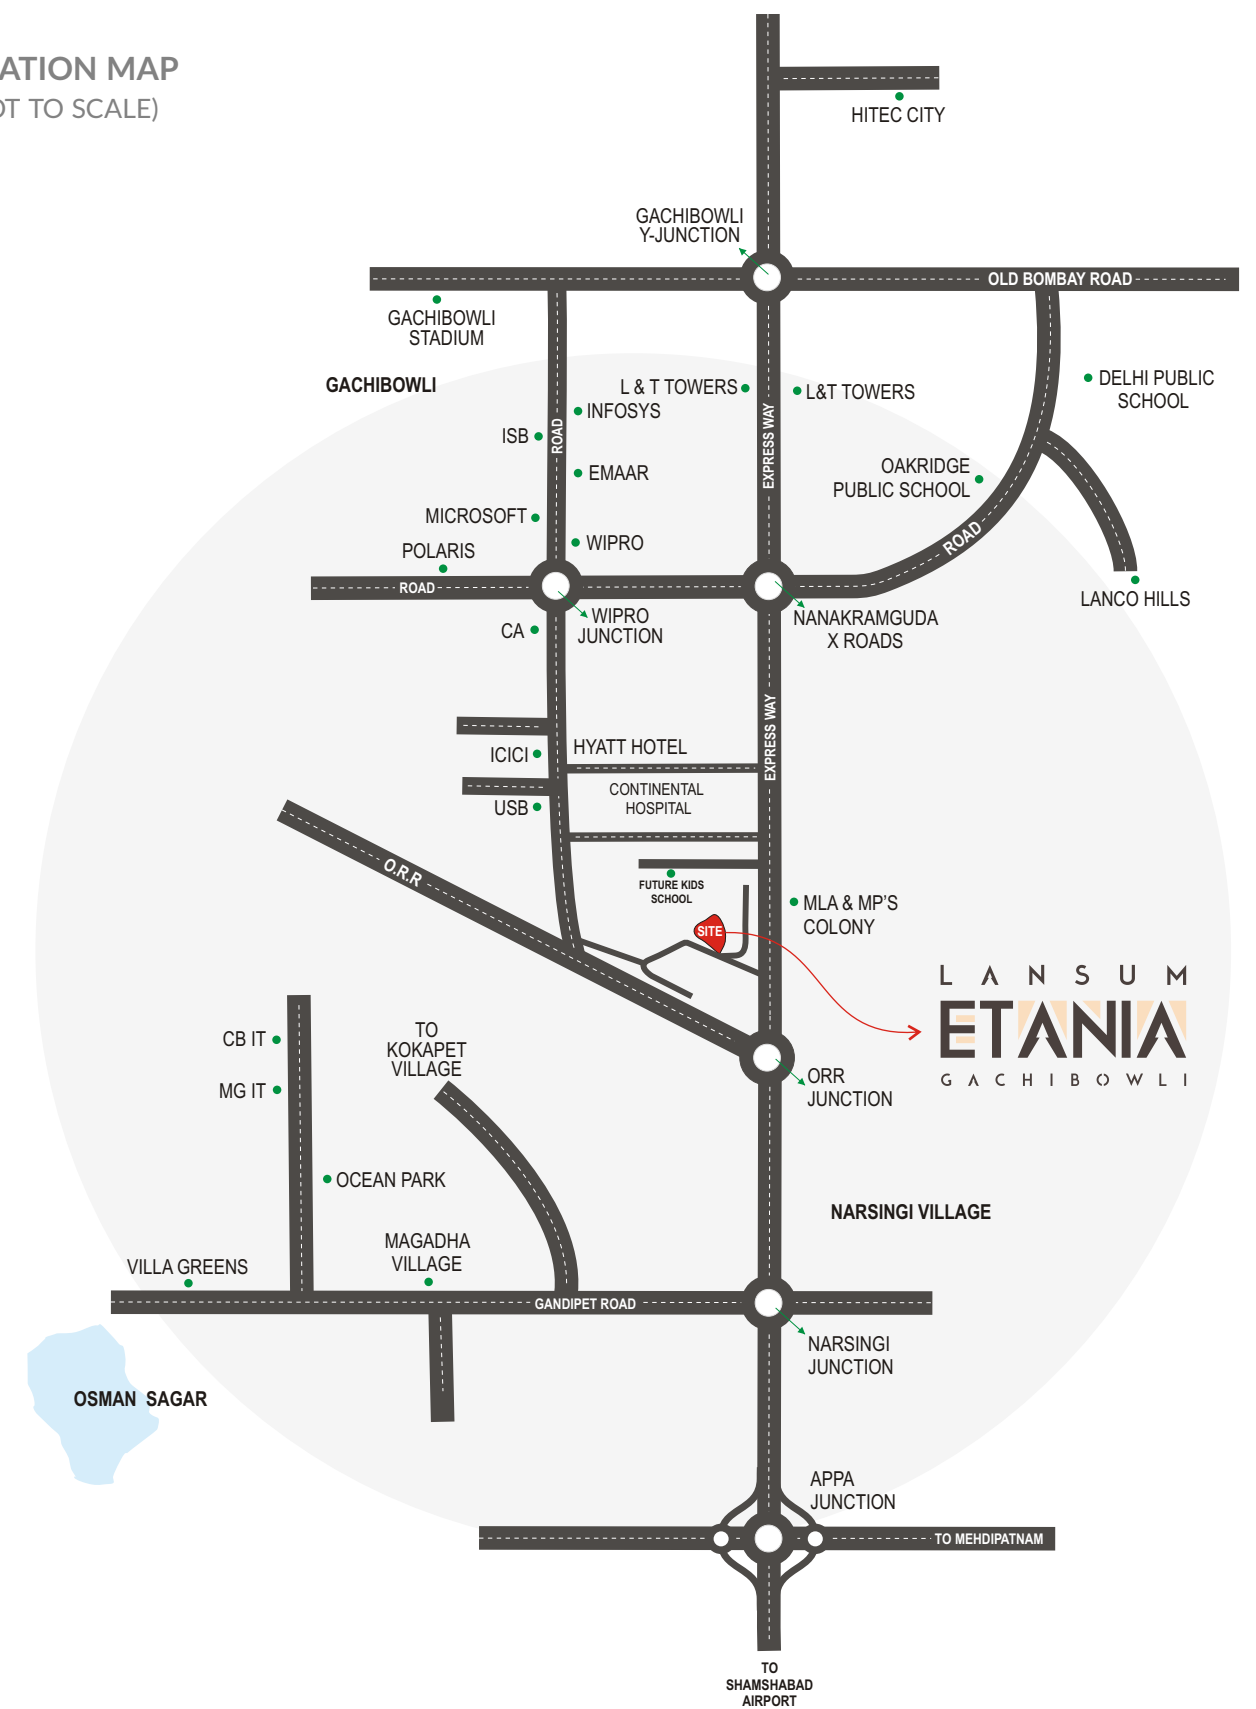 ATION MAP
OT TO SCALE)
HITEC CITY
GACHIBOWLI
Y-JUNCTION
OLD BOMBAY ROAD
GACHIBOWLI
STADIUM
GACHIBOWLI
L & T TOWERS
L&T TOWERS
DELHI PUBLIC
SCHOOL
INFOSYS
ISB
ROAD
EXPRESS WAY
EMAAR
OAKRIDGE
PUBLIC SCHOOL
MICROSOFT
WIPRO
ROAD
POLARIS
ROAD
LANCO HILLS
WIPRO
JUNCTION
NANAKRAMGUDA
X ROADS
CA
EXPRESS WAY
HYATT HOTEL
ICICI
CONTINENTAL
HOSPITAL
USB
O.R.R
FUTURE KIDS
SCHOOL
MLA & MP'S
COLONY
SITE
LANSUM
ETANIA
GACHIBOWLI
CB IT
TO
KOKAPET
VILLAGE
MG IT
ORR
JUNCTION
OCEAN PARK
NARSINGI VILLAGE
MAGADHA
VILLAGE
VILLA GREENS
GANDIPET ROAD
NARSINGI
JUNCTION
OSMAN SAGAR
APPA
JUNCTION
TO MEHDIPATNAM
TO
SHAMSHABAD
AIRPORT